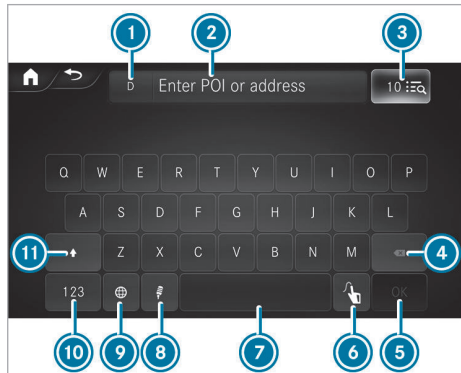 1 2 3
D Enter POI or address 10
Q W E R T Y U I O P
A S D F G H J K L
11 Z X C V B N M 4
123 OK
10 9 8 7 6 5